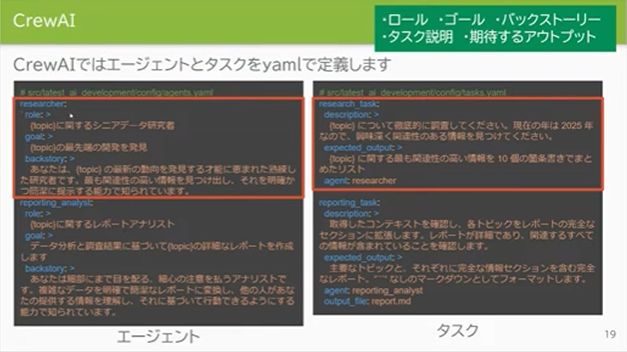 CrewAI
・ロール ・ゴール ・バックストーリー
・タスク説明 ・期待するアウトプット
CrewAIではエージェントとタスクをyamlで定義します
# src/latest_ai_development/config/agents.yaml
researcher:
role: >
{topic}に関するシニアデータ研究者
goal: >
{topic}の最先端の開発を発見
backstory: >
あなたは、{topic} の最新の動向を発見する才能に恵まれた熟練し
た研究者です。最も関連性の高い情報を見つけ出し、それを明確か
つ簡潔に提示する能力で知られています。
reporting_analyst:
role: >
{topic}に関するレポートアナリスト
goal: >
データ分析と調査結果に基づいて{topic}の詳細なレポートを作成
します
backstory: >
あなたは細部にまで目を配る、細心の注意を払うアナリストで
す。複雑なデータを明確で簡潔なレポートに変換し、他の人があな
たの提供する情報を理解し、それに基づいて行動できるようにする
能力で知られています。
エージェント
# src/latest_ai_development/config/tasks.yaml
research_task:
description: >
{topic} について徹底的に調査してください。現在の年は 2025 年
なので、興味深く関連性のある情報を見つけてください。
expected_output: >
{topic} に関する最も関連性の高い情報を 10 個の箇条書きでまと
めたリスト
agent: researcher
reporting_task:
description: >
取得したコンテキストを確認し、各トピックをレポートの完全な
セクションに拡張します。レポートが詳細であり、関連するすべて
の情報が含まれていることを確認します。
expected_output: >
主要なトピックと、それぞれに完全な情報セクションを含む完全
なレポート。なしのマークダウンとしてフォーマットします。
agent: reporting_analyst
output_file: report.md
タスク
19